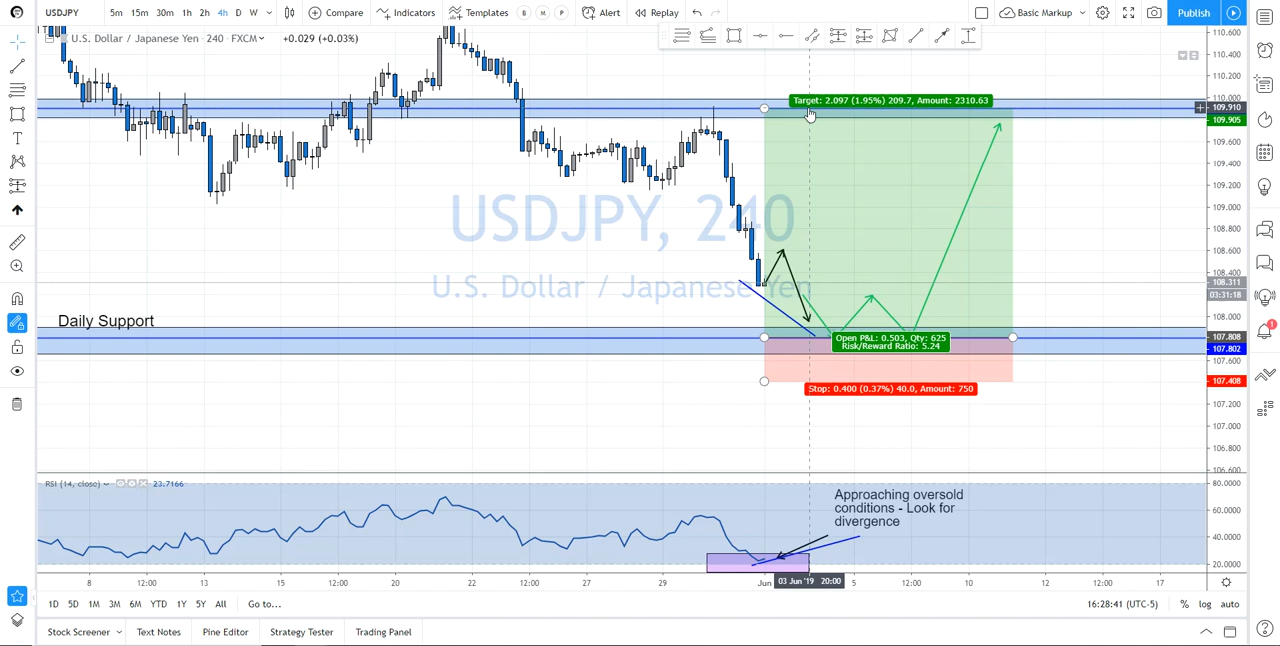 USDJPY 5m 15m 30m 1h 2h 4h D W Compare Indicators Templates B M P Alert Replay Basic Markup Publish
U.S. Dollar / Japanese Yen - 240 - FXCM +0.029 (+0.03%)
110.600
110.400
110.200
110.000
109.910
109.905
109.600
109.400
109.200
109.000
108.800
108.600
108.400
108.311
03:31:18
108.000
107.808
107.802
107.600
107.408
107.200
107.000
106.800
106.600
Target: 2.097 (1.95%) 209.7, Amount: 2310.63
USDJPY, 240
U.S. Dollar / Japanese Yen
Daily Support
Open P&L: 0.503, Qty: 625
Risk/Reward Ratio: 5.24
Stop: 0.400 (0.37%) 40.0, Amount: 750
1
RSI (14, close) 23.7166
80.0000
60.0000
40.0000
20.0000
Approaching oversold
conditions - Look for
divergence
8 12:00 13 15 12:00 20 22 12:00 27 29 Jun 03 Jun '19 20:00 5 12:00 10 12 12:00 17
1D 5D 1M 3M 6M YTD 1Y 5Y All Go to... 16:28:41 (UTC-5) % log auto
Stock Screener Text Notes Pine Editor Strategy Tester Trading Panel